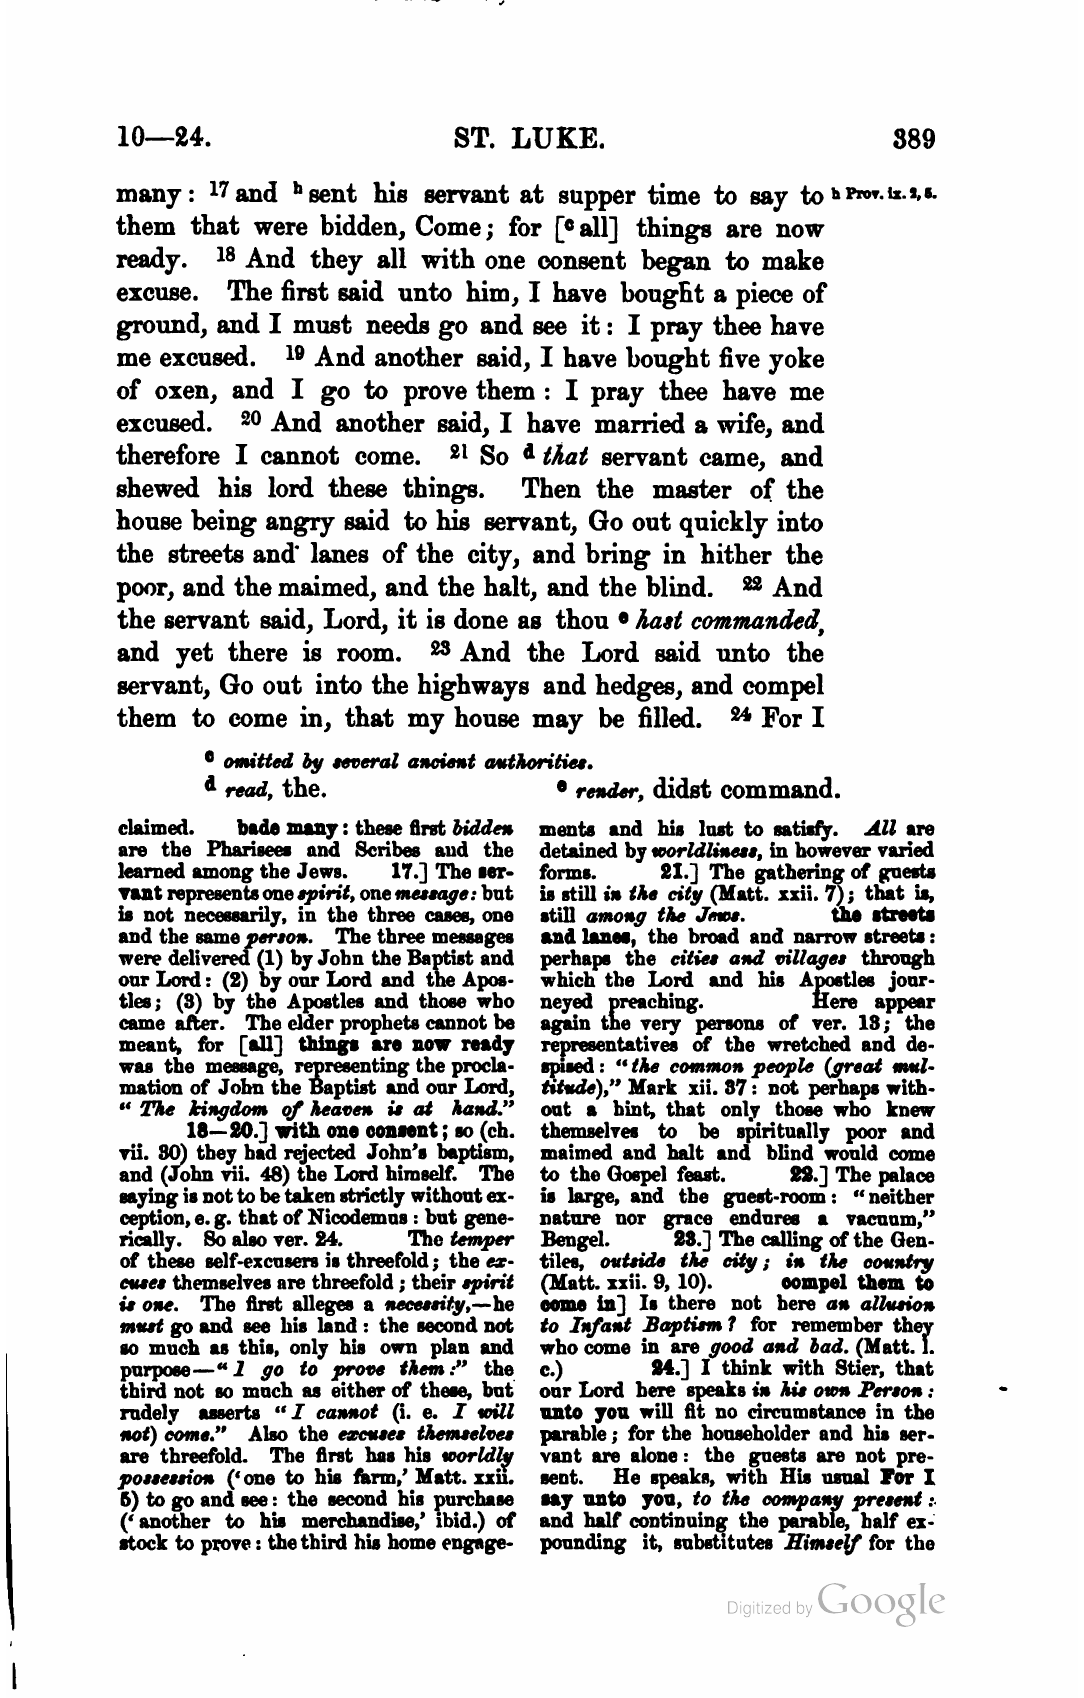 10—24. ST. LUKE. 389
many : 17 and h sent his servant at supper time to say to h Prov. ix. 2, 5.
them that were bidden, Come; for [c all] things are now
ready. 18 And they all with one consent began to make
excuse. The first said unto him, I have bought a piece of
ground, and I must needs go and see it : I pray thee have
me excused. 19 And another said, I have bought five yoke
of oxen, and I go to prove them : I pray thee have me
excused. 20 And another said, I have married a wife, and
therefore I cannot come. 21 So d that servant came, and
shewed his lord these things. Then the master of the
house being angry said to his servant, Go out quickly into
the streets and lanes of the city, and bring in hither the
poor, and the maimed, and the halt, and the blind. 22 And
the servant said, Lord, it is done as thou e hast commanded,
and yet there is room. 23 And the Lord said unto the
servant, Go out into the highways and hedges, and compel
them to come in, that my house may be filled. 24 For I
c omitted by several ancient authorities.
d read, the. e render, didst command.
claimed. bade many : these first bidden
are the Pharisees and Scribes and the
learned among the Jews. 17.] The ser-
vant represents one spirit, one message : but
is not necessarily, in the three cases, one
and the same person. The three messages
were delivered (1) by John the Baptist and
our Lord : (2) by our Lord and the Apos-
tles; (3) by the Apostles and those who
came after. The elder prophets cannot be
meant, for [all] things are now ready
was the message, representing the procla-
mation of John the Baptist and our Lord,
“ The kingdom of heaven is at hand.”
18—20.] with one consent ; so (ch.
vii. 30) they had rejected John's baptism,
and (John vii. 48) the Lord himself. The
saying is not to be taken strictly without ex-
ception, e. g. that of Nicodemus : but gene-
rically. So also ver. 24. The temper
of these self-excusers is threefold; the ex-
cuses themselves are threefold ; their spirit
is one. The first alleges a necessity,—he
must go and see his land : the second not
so much as this, only his own plan and
purpose—“ I go to prove them :” the
third not so much as either of these, but
rudely asserts “ I cannot (i. e. I will
not) come.” Also the excuses themselves
are threefold. The first has his worldly
possession (‘ one to his farm,’ Matt. xxii.
5) to go and see : the second his purchase
(‘ another to his merchandise,’ ibid.) of
stock to prove : the third his home engage-
ments and his lust to satisfy. All are
detained by worldliness, in however varied
forms. 21.] The gathering of guests
is still in the city (Matt. xxii. 7); that is,
still among the Jews. the streets
and lanes, the broad and narrow streets :
perhaps the cities and villages through
which the Lord and his Apostles jour-
neyed preaching. Here appear
again the very persons of ver. 13; the
representatives of the wretched and de-
spised : “ the common people (great mul-
titude),” Mark xii. 37 : not perhaps with-
out a hint, that only those who knew
themselves to be spiritually poor and
maimed and halt and blind would come
to the Gospel feast. 22.] The palace
is large, and the guest-room : “ neither
nature nor grace endures a vacuum,”
Bengel. 23.] The calling of the Gen-
tiles, outside the city ; in the country
(Matt. xxii. 9, 10). compel them to
come in] Is there not here an allusion
to Infant Baptism ? for remember they
who come in are good and bad. (Matt. l.
c.) 24.] I think with Stier, that
our Lord here speaks in his own Person :
unto you will fit no circumstance in the
parable ; for the householder and his ser-
vant are alone : the guests are not pre-
sent. He speaks, with His usual For I
say unto you, to the company present :
and half continuing the parable, half ex-
pounding it, substitutes Himself for the
Digitized by Google